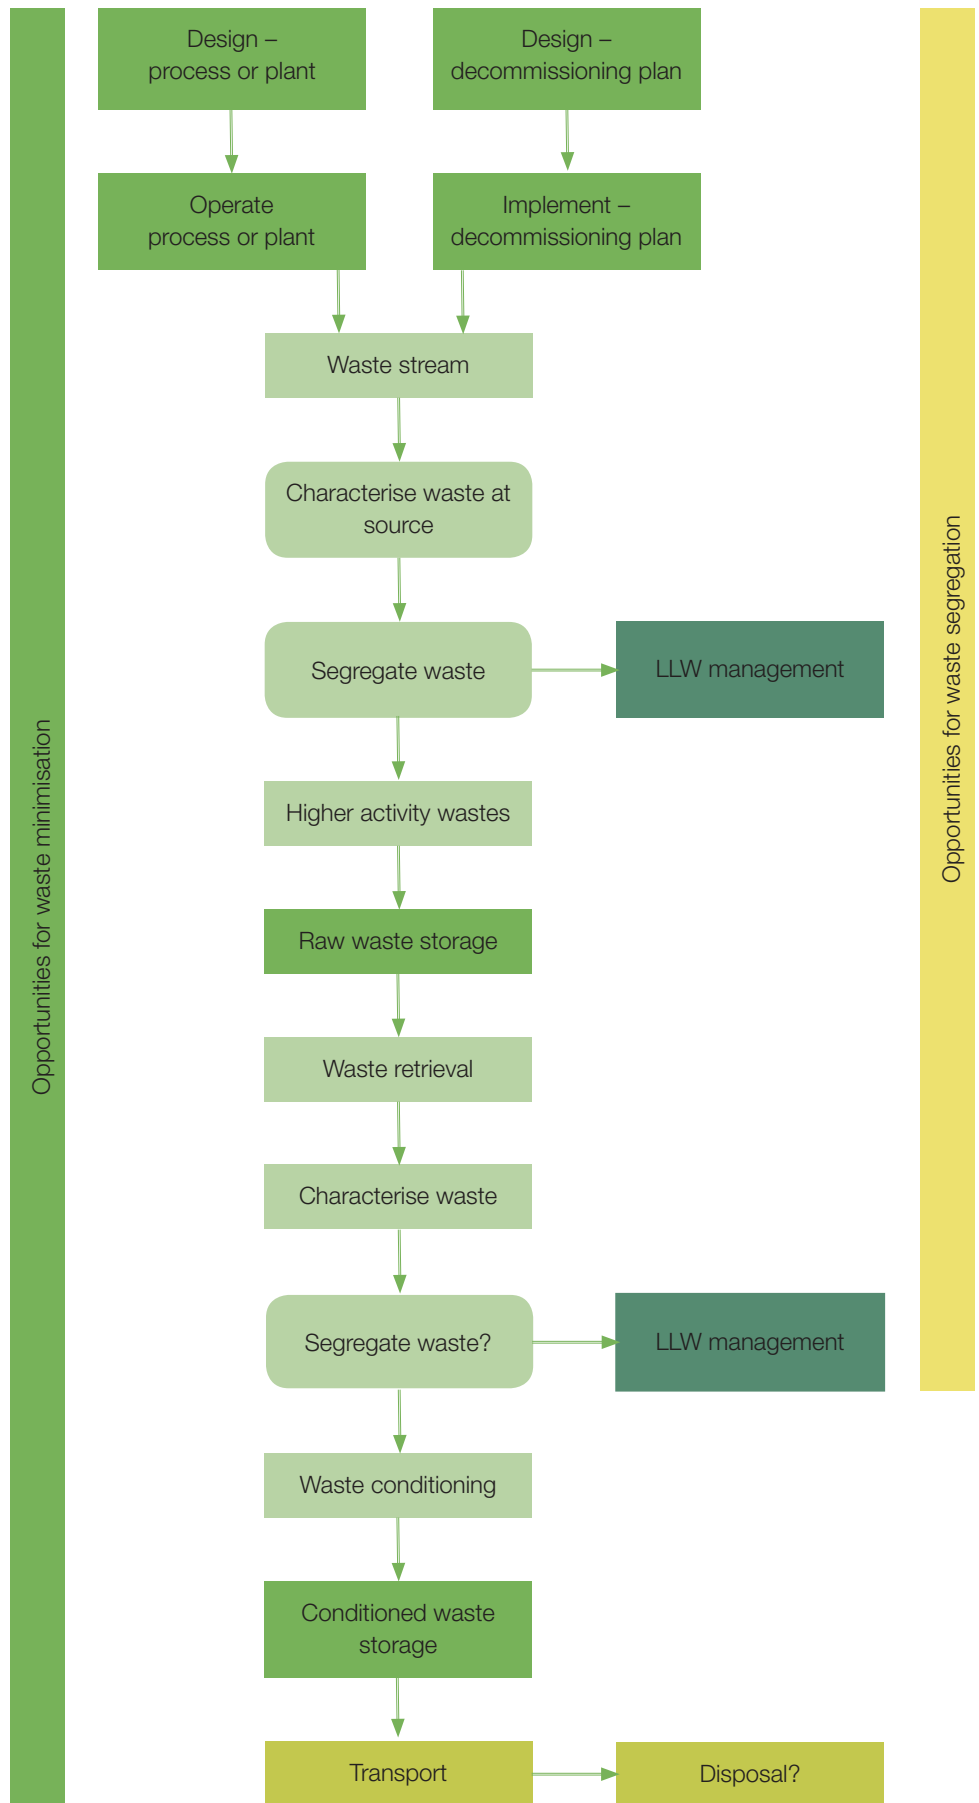 Design –
process or plant
Design –
decommissioning plan
Operate
process or plant
Implement –
decommissioning plan
Waste stream
Characterise waste at
source
Segregate waste
LLW management
Higher activity wastes
Raw waste storage
Waste retrieval
Characterise waste
Segregate waste?
LLW management
Waste conditioning
Conditioned waste
storage
Transport
Disposal?
Opportunities for waste minimisation
Opportunities for waste segregation